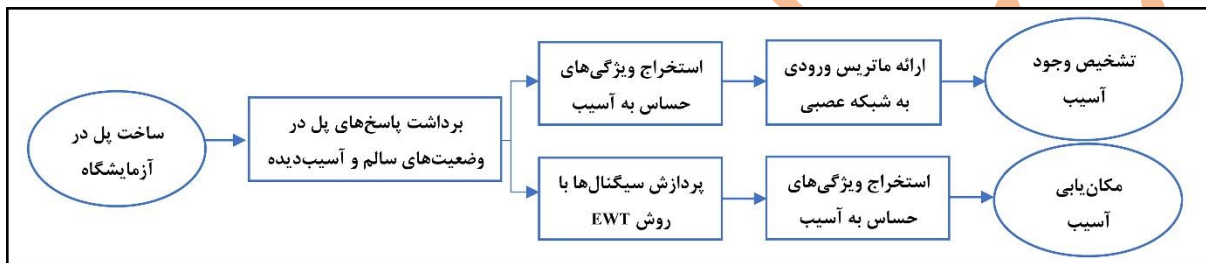 ساخت پل در
آزمایشگاه
برداشت پاسخ‌های پل در
وضعیت‌های سالم و آسیب‌دیده
استخراج ویژگی‌های
حساس به آسیب
ارائه ماتریس ورودی
به شبکه عصبی
تشخیص وجود
آسیب
پردازش سیگنال‌ها با
روش EWT
استخراج ویژگی‌های
حساس به آسیب
مکان‌یابی
آسیب